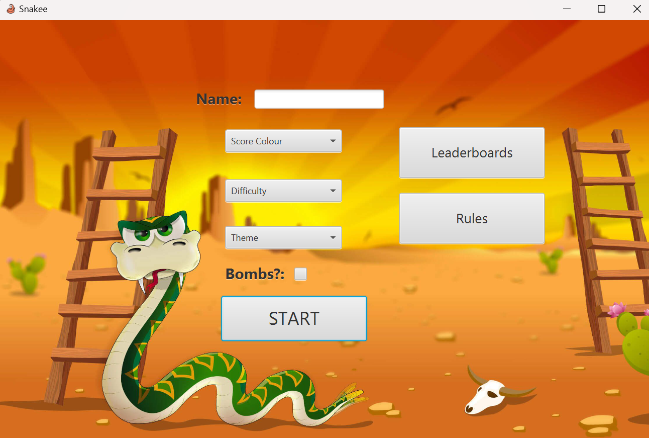 Snakee
Name:
Score Colour
Leaderboards
Difficulty
Rules
Theme
Bombs?:
START